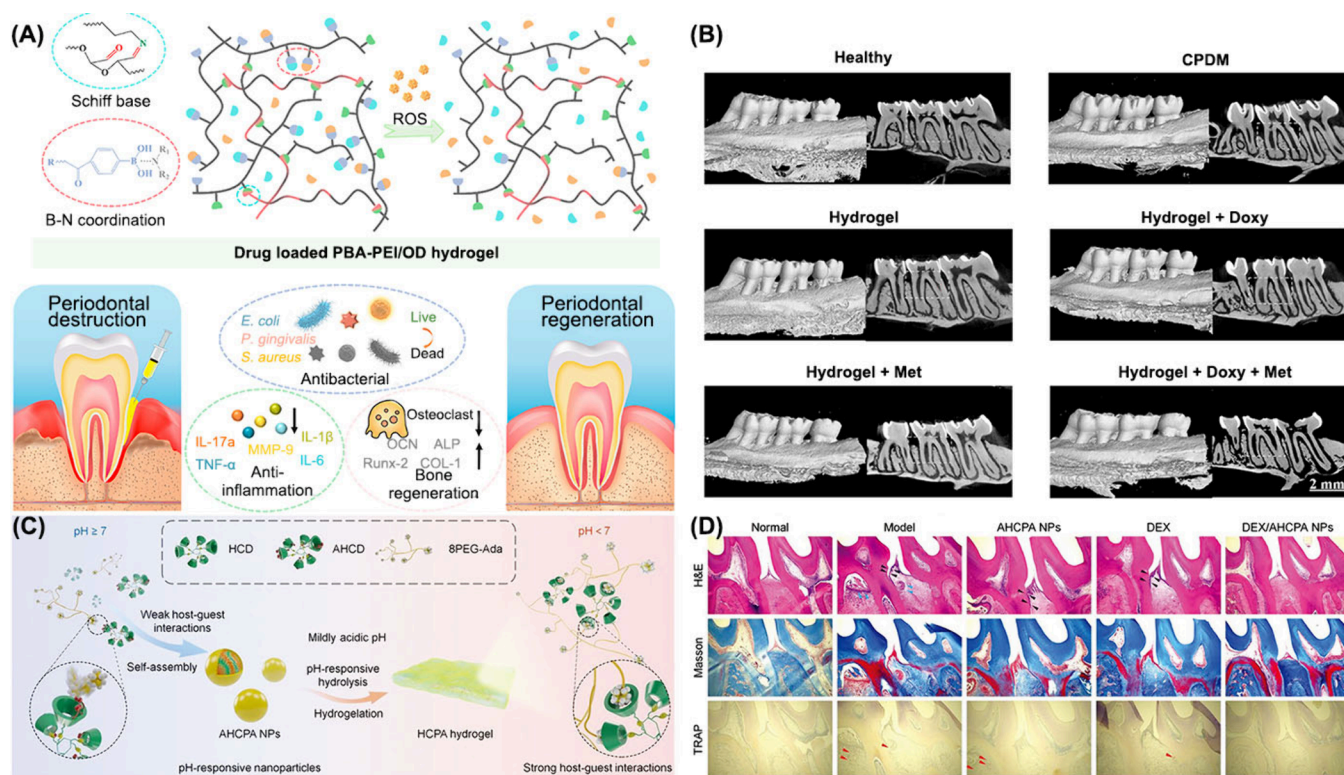 (A)
Schiff base
R
O
OH
B
OH
N
R₁
R₂
B-N coordination
ROS
Drug loaded PBA-PEI/OD hydrogel
Periodontal
destruction
E. coli
P. gingivalis
S. aureus
Live
Dead
Antibacterial
IL-17a
TNF-α
MMP-9
IL-1β
IL-6
Anti-
inflammation
Osteoclast
OCN ALP
Runx-2 COL-1
Bone
regeneration
Periodontal
regeneration
(B)
Healthy
CPDM
Hydrogel
Hydrogel + Doxy
Hydrogel + Met
Hydrogel + Doxy + Met
2 mm
(C)
pH ≥ 7
HCD
AHCD
8PEG-Ada
pH < 7
Weak host-guest
interactions
Self-assembly
Mildly acidic pH
pH-responsive
hydrolysis
Hydrogelation
AHCPA NPs
HCPA hydrogel
pH-responsive nanoparticles
Strong host-guest interactions
(D)
Normal
Model
AHCPA NPs
DEX
DEX/AHCPA NPs
H&E
Masson
TRAP